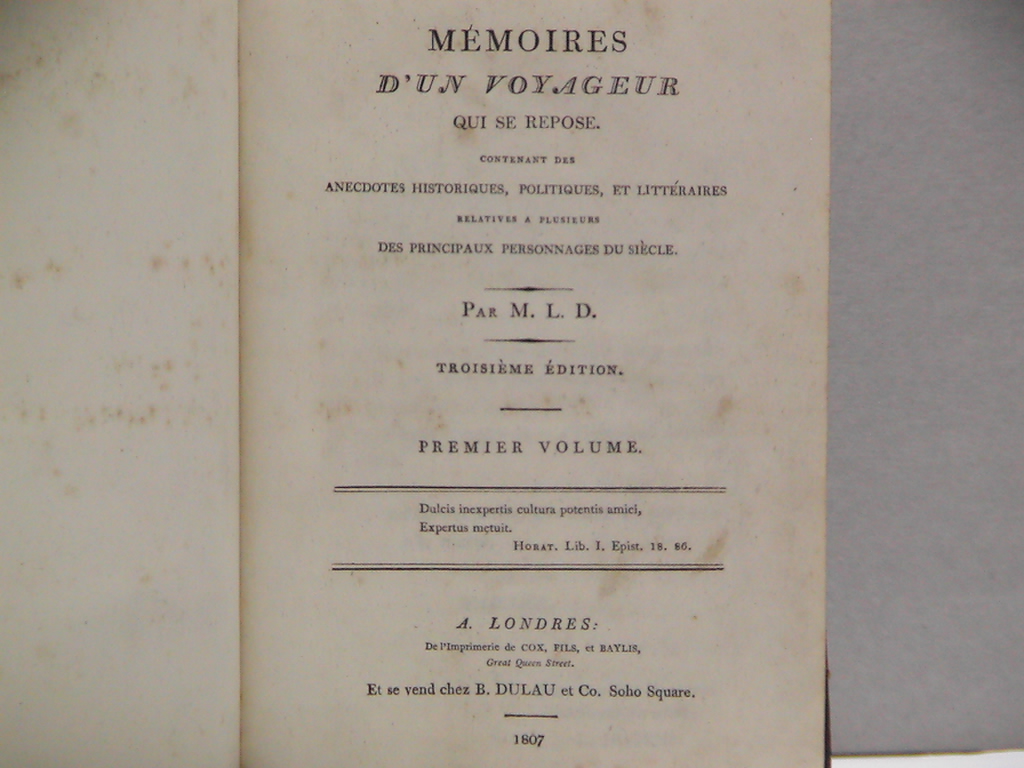 MÉMOIRES
D'UN VOYAGEUR
QUI SE REPOSE.
CONTENANT DES
ANECDOTES HISTORIQUES, POLITIQUES, ET LITTÉRAIRES
RELATIVES A PLUSIEURS
DES PRINCIPAUX PERSONNAGES DU SIÈCLE.
PAR M. L. D.
TROISIÈME ÉDITION.
PREMIER VOLUME.
Dulcis inexpertis cultura potentis amici,
Expertus metuit.
HORAT. Lib. I. Epist. 18. 86.
A. LONDRES:
De l'Imprimerie de COX, FILS, et BAYLIS,
Great Queen Street.
Et se vend chez B. DULAU et Co. Soho Square.
1807